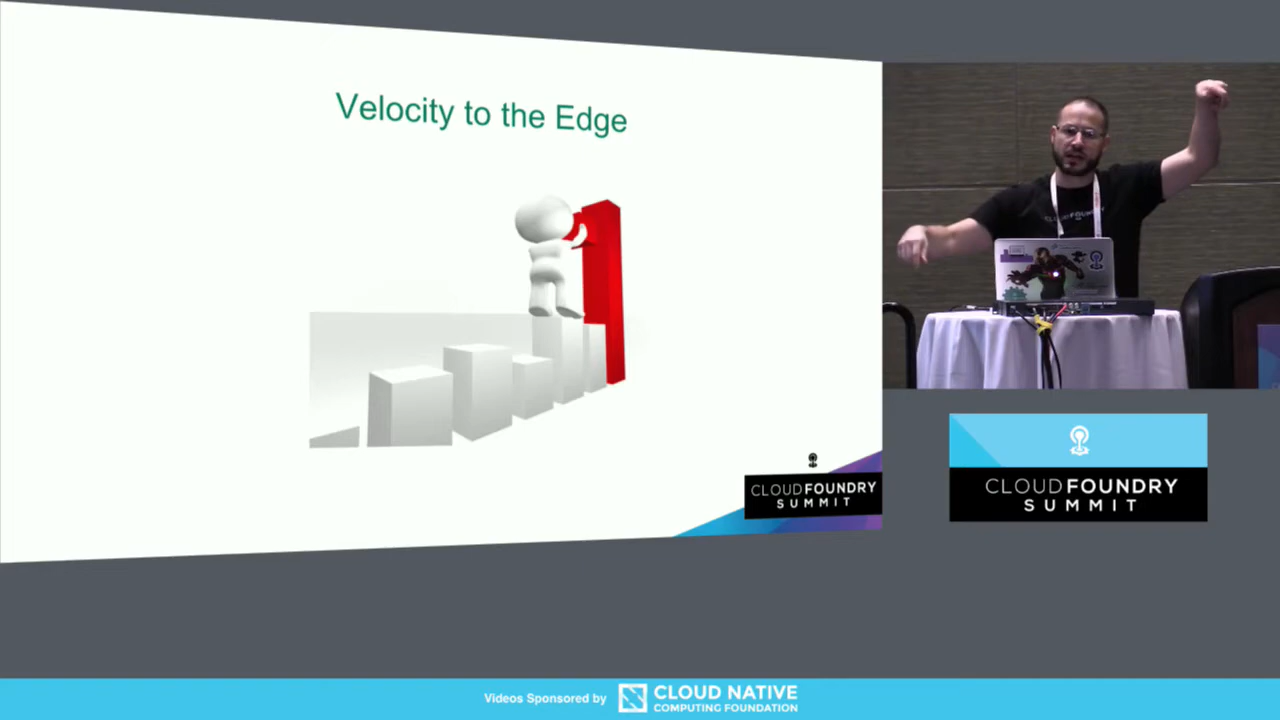 Velocity to the Edge
CLOUDFOUNDRY
SUMMIT
CLOUDFOUNDRY
SUMMIT
Videos Sponsored by
CLOUD NATIVE
COMPUTING FOUNDATION